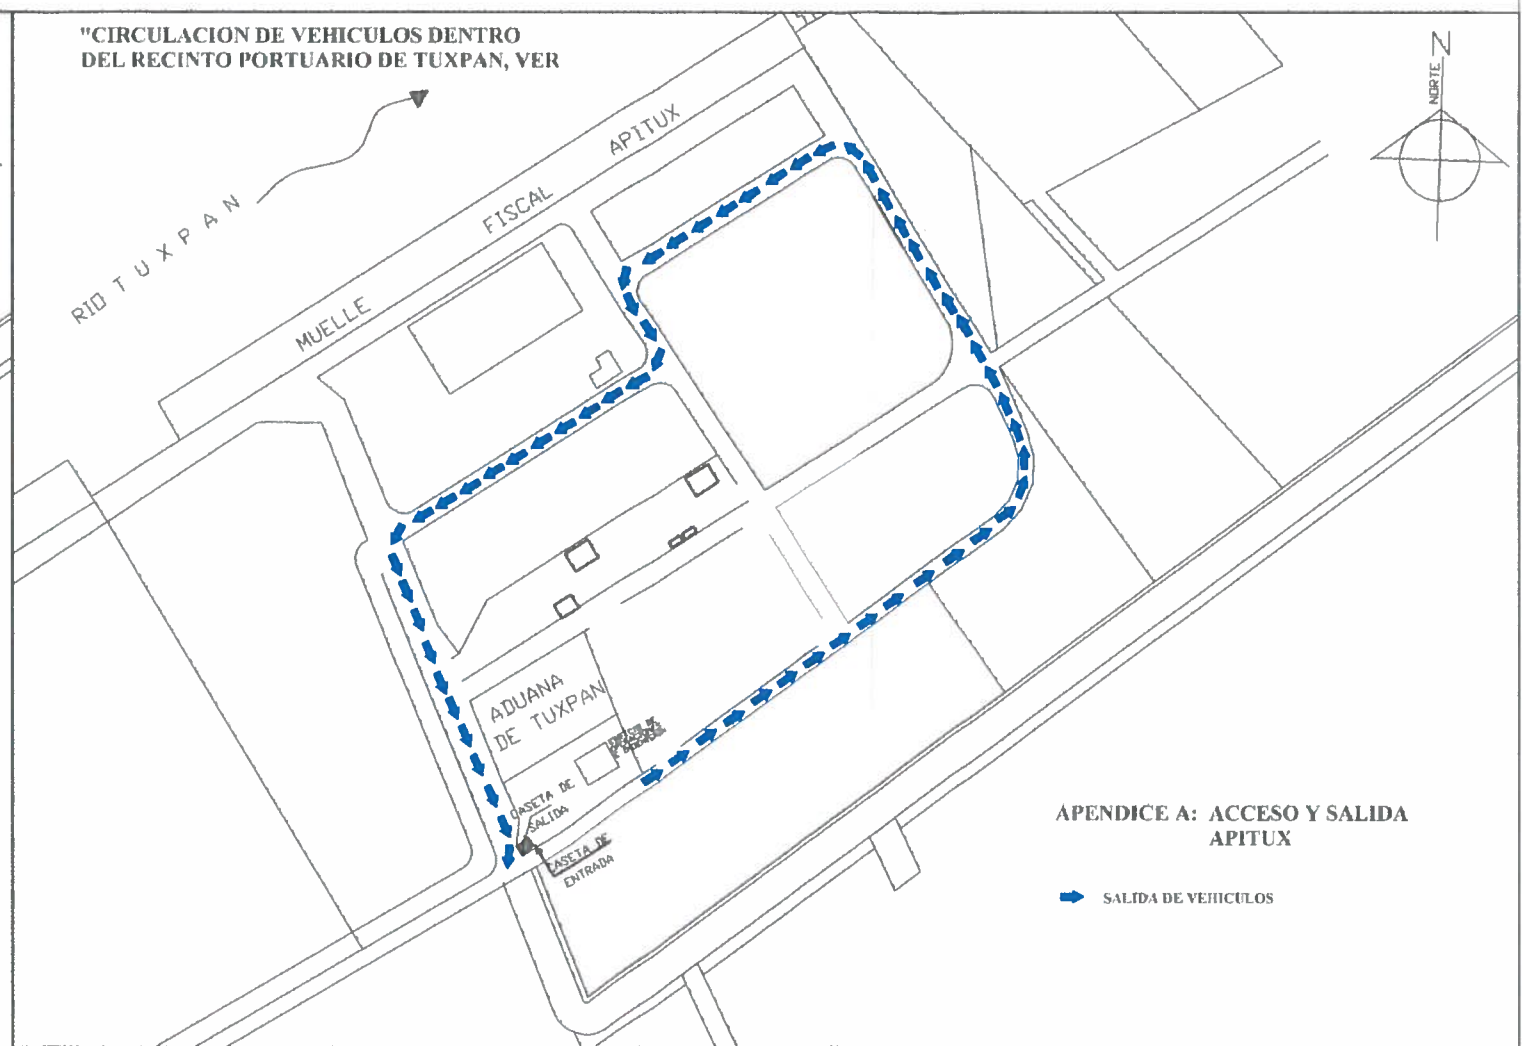 "CIRCULACION DE VEHICULOS DENTRO
DEL RECINTO PORTUARIO DE TUXPAN, VER
N
NORTE
RIO TUXPAN
MUELLE FISCAL APITUX
ADUANA
DE TUXPAN
CASETA DE
SALIDA
CASETA DE
ENTRADA
APENDICE A: ACCESO Y SALIDA
APITUX
SALIDA DE VEHICULOS